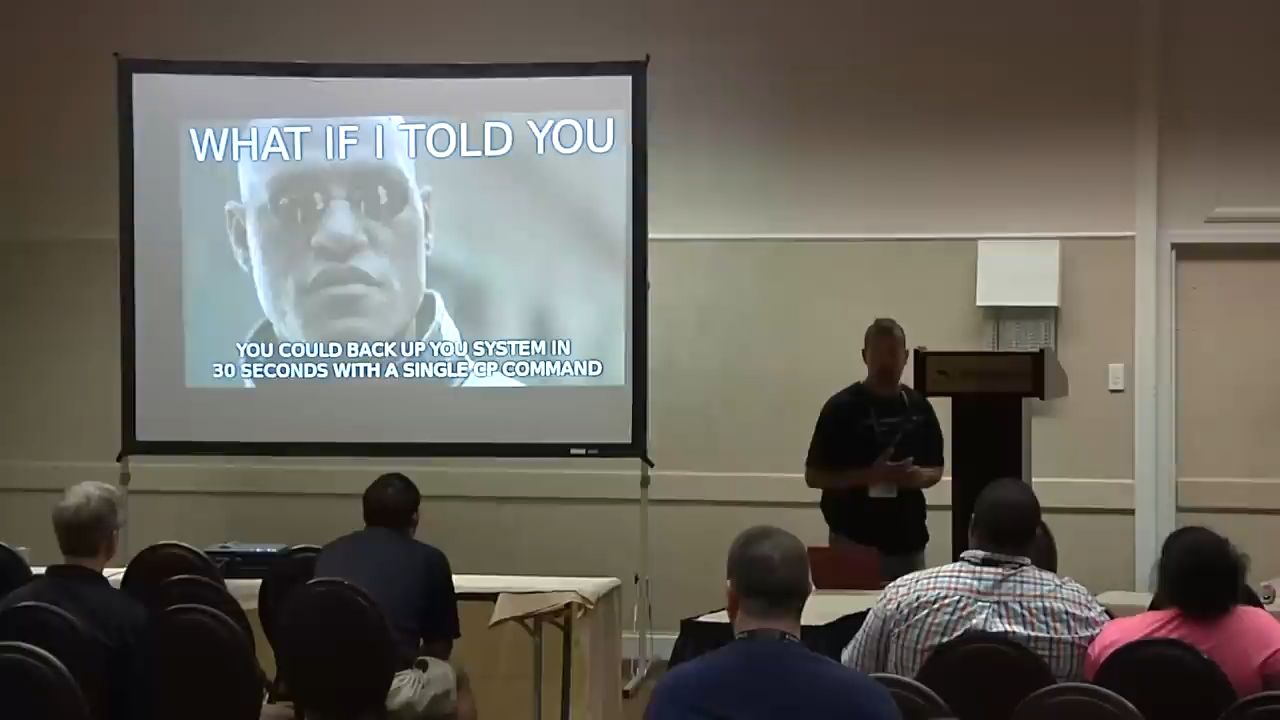 WHAT IF I TOLD YOU
YOU COULD BACK UP YOU SYSTEM IN
30 SECONDS WITH A SINGLE CP COMMAND